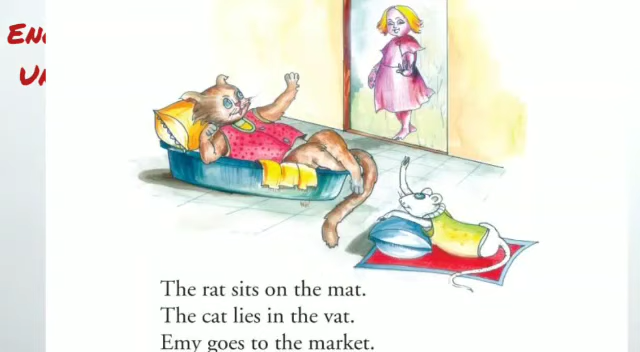 The rat sits on the mat.
The cat lies in the vat.
Emy goes to the market.